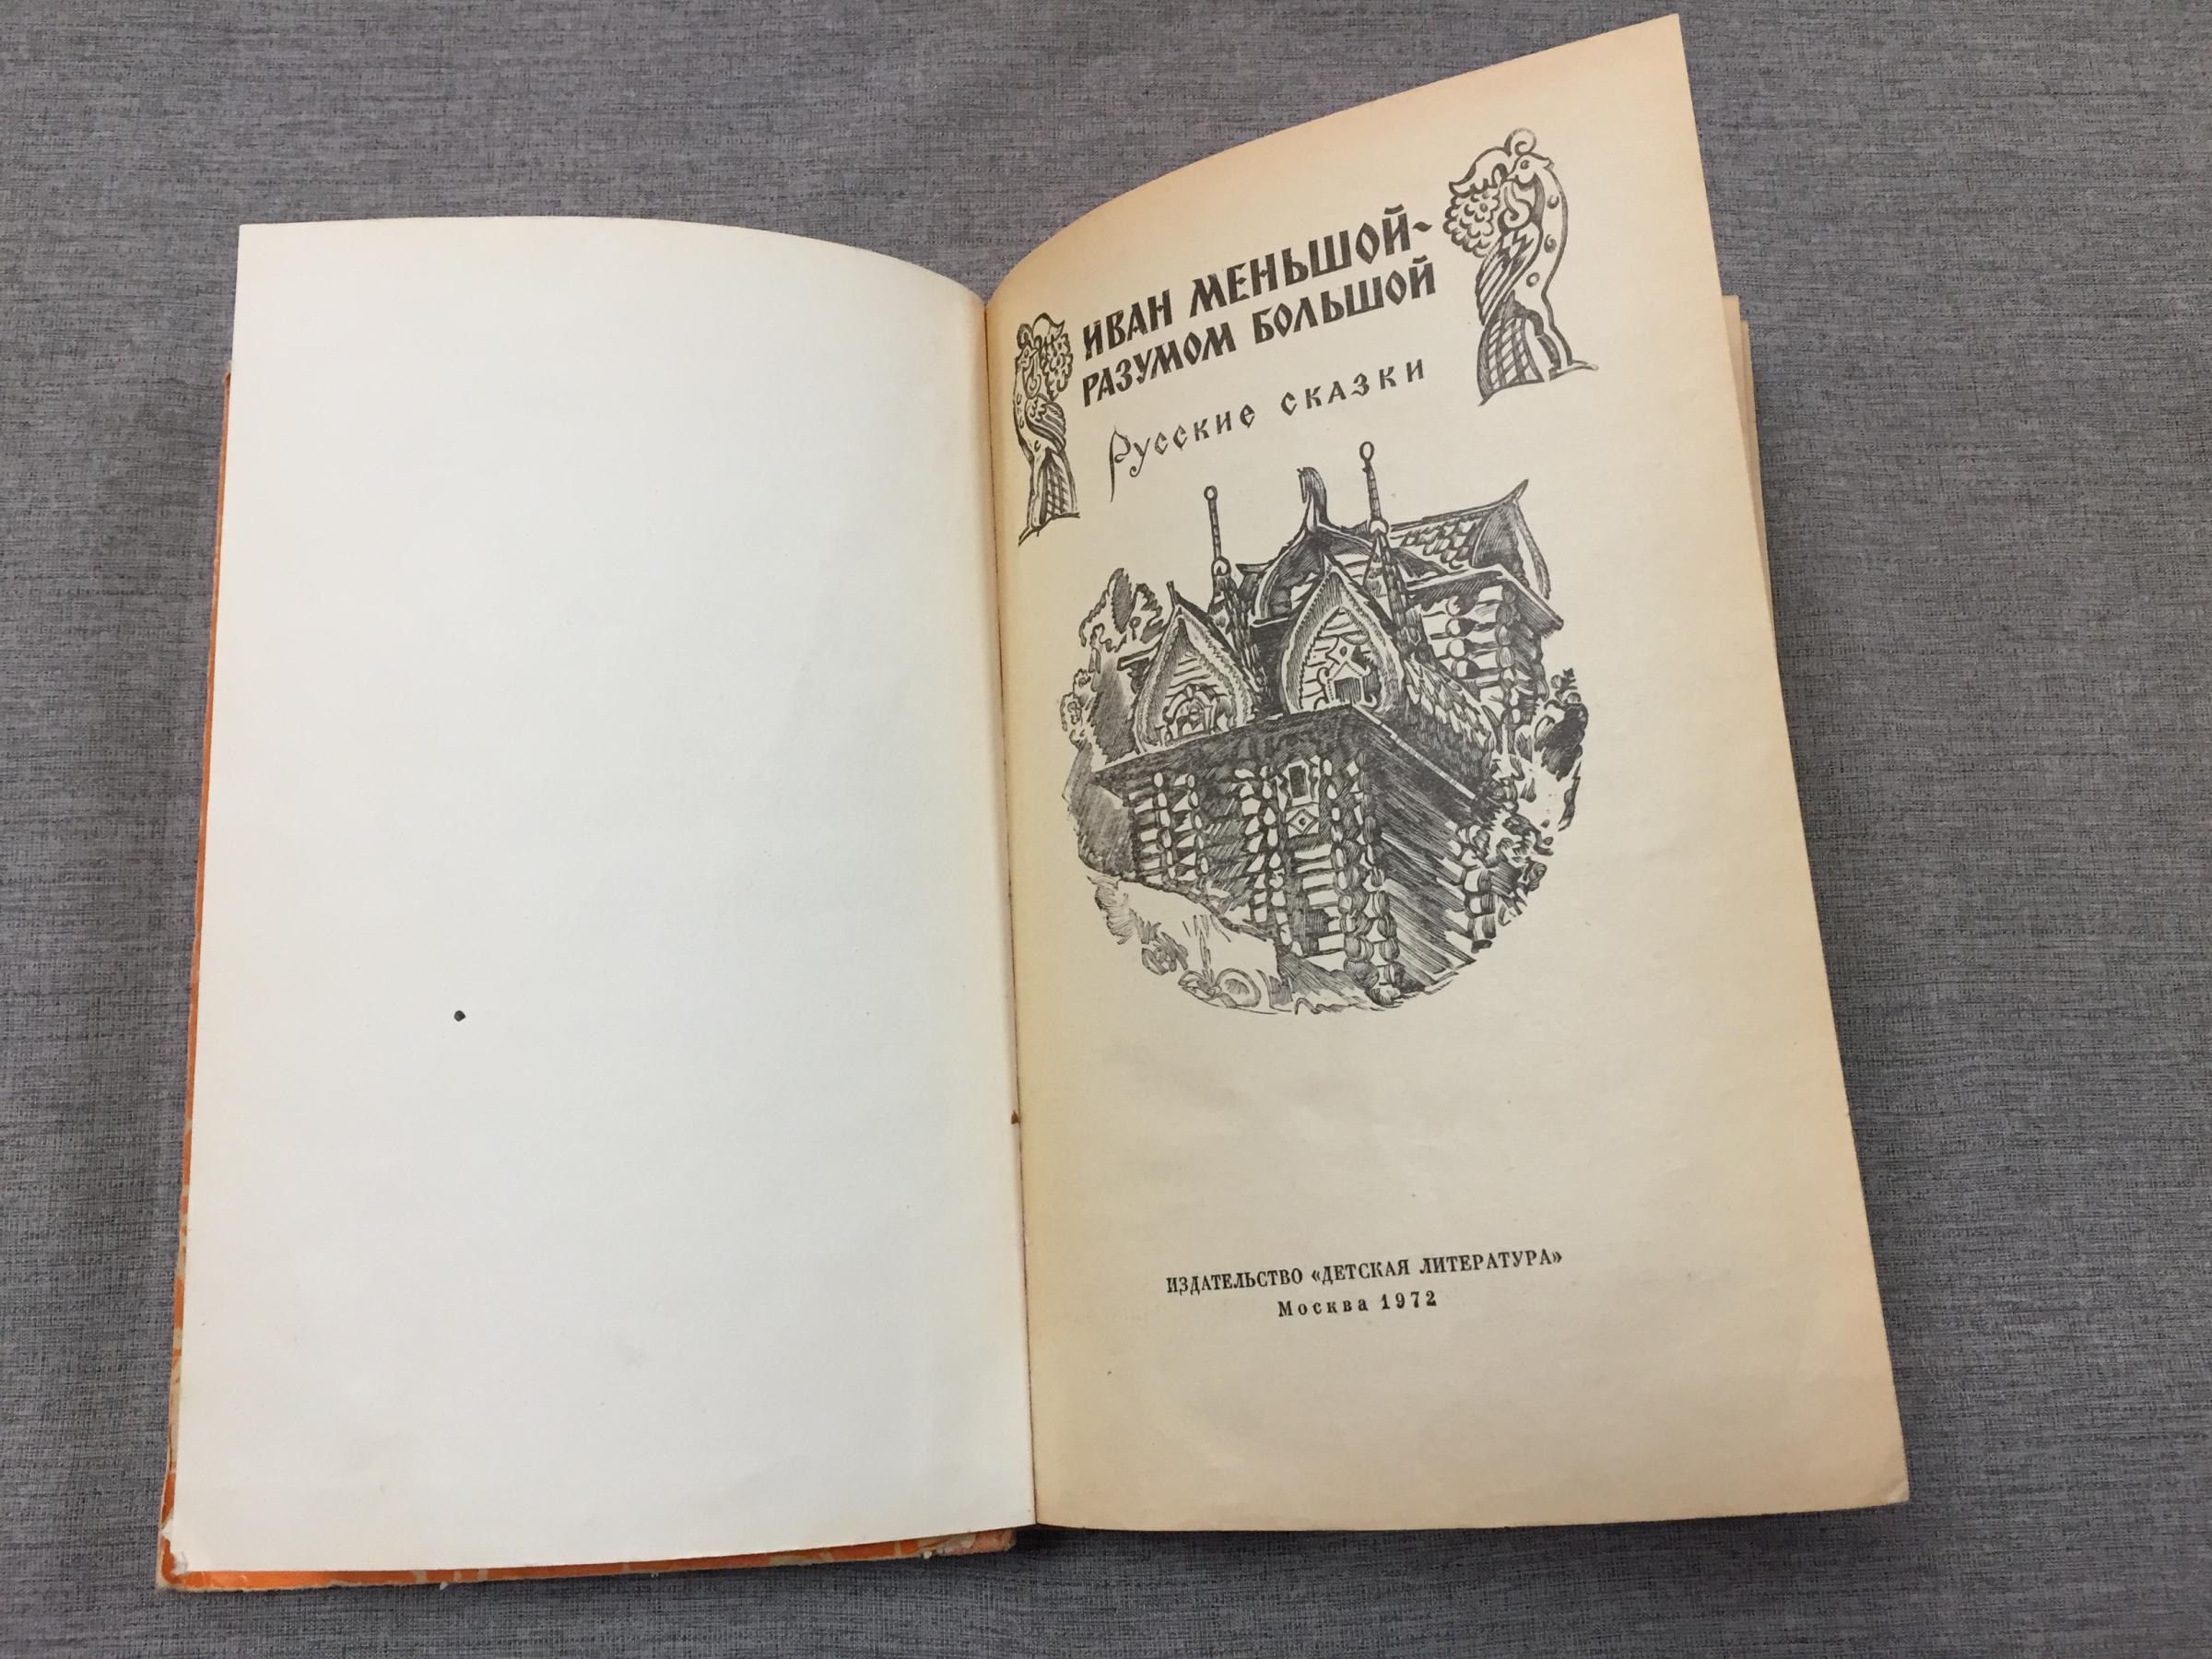 ИВАН МЕНЬШОЙ-
РАЗУМОМ БОЛЬШОЙ
Русские сказки
ИЗДАТЕЛЬСТВО «ДЕТСКАЯ ЛИТЕРАТУРА»
Москва 1972